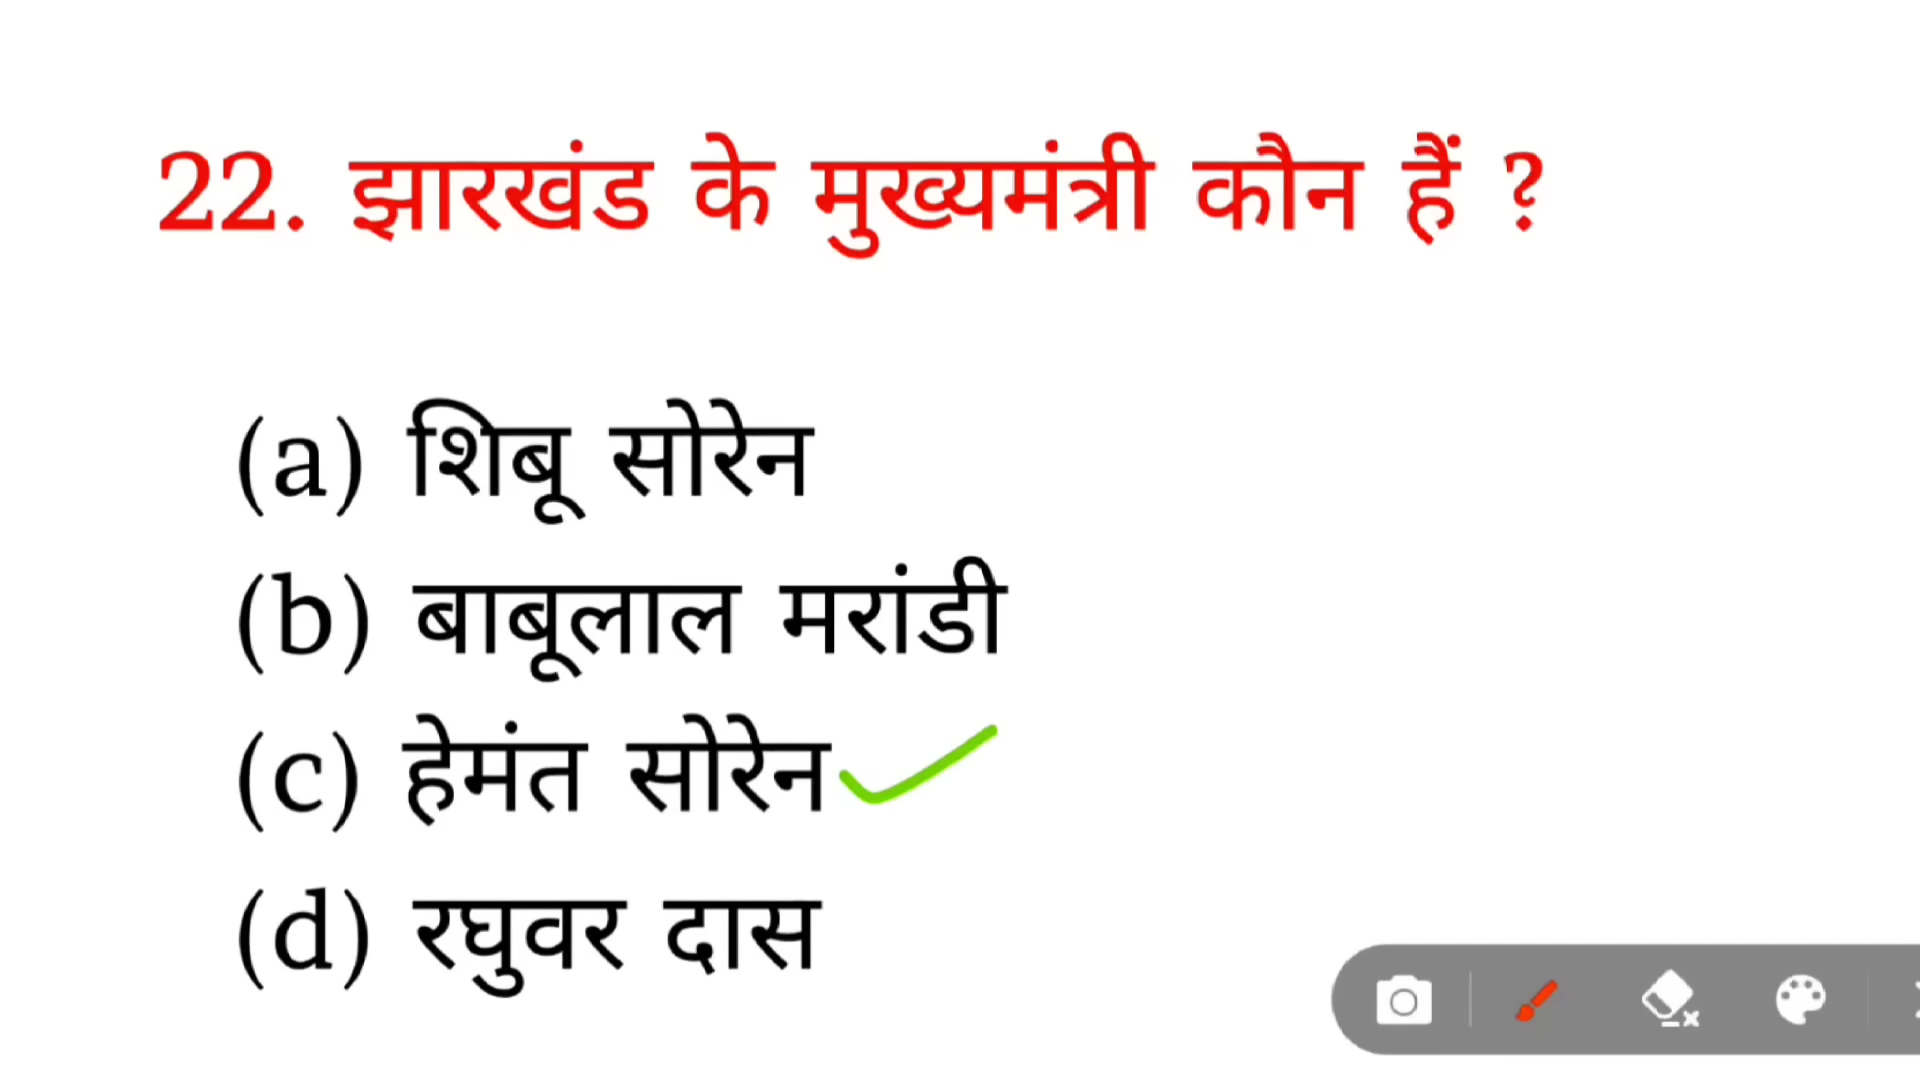 22. झारखंड के मुख्यमंत्री कौन हैं ?
(a) शिबू सोरेन
(b) बाबूलाल मरांडी
(c) हेमंत सोरेन
(d) रघुवर दास